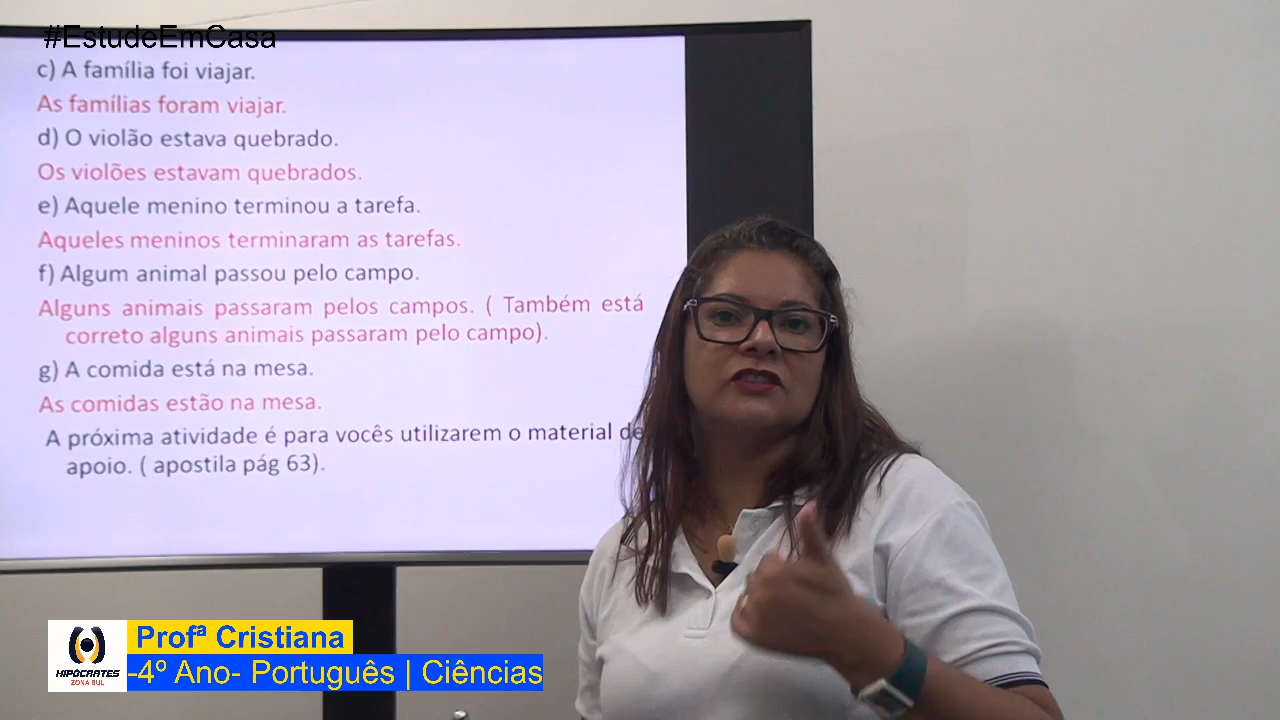 #EstudeEmCasa
c) A família foi viajar.
As famílias foram viajar.
d) O violão estava quebrado.
Os violões estavam quebrados.
e) Aquele menino terminou a tarefa.
Aqueles meninos terminaram as tarefas.
f) Algum animal passou pelo campo.
Alguns animais passaram pelos campos. ( Também está
correto alguns animais passaram pelo campo).
g) A comida está na mesa.
As comidas estão na mesa.
A próxima atividade é para vocês utilizarem o material de
apoio. ( apostila pág 63).
Profª Cristiana
-4º Ano- Português | Ciências
HIPÓCRATES
ZONA SUL